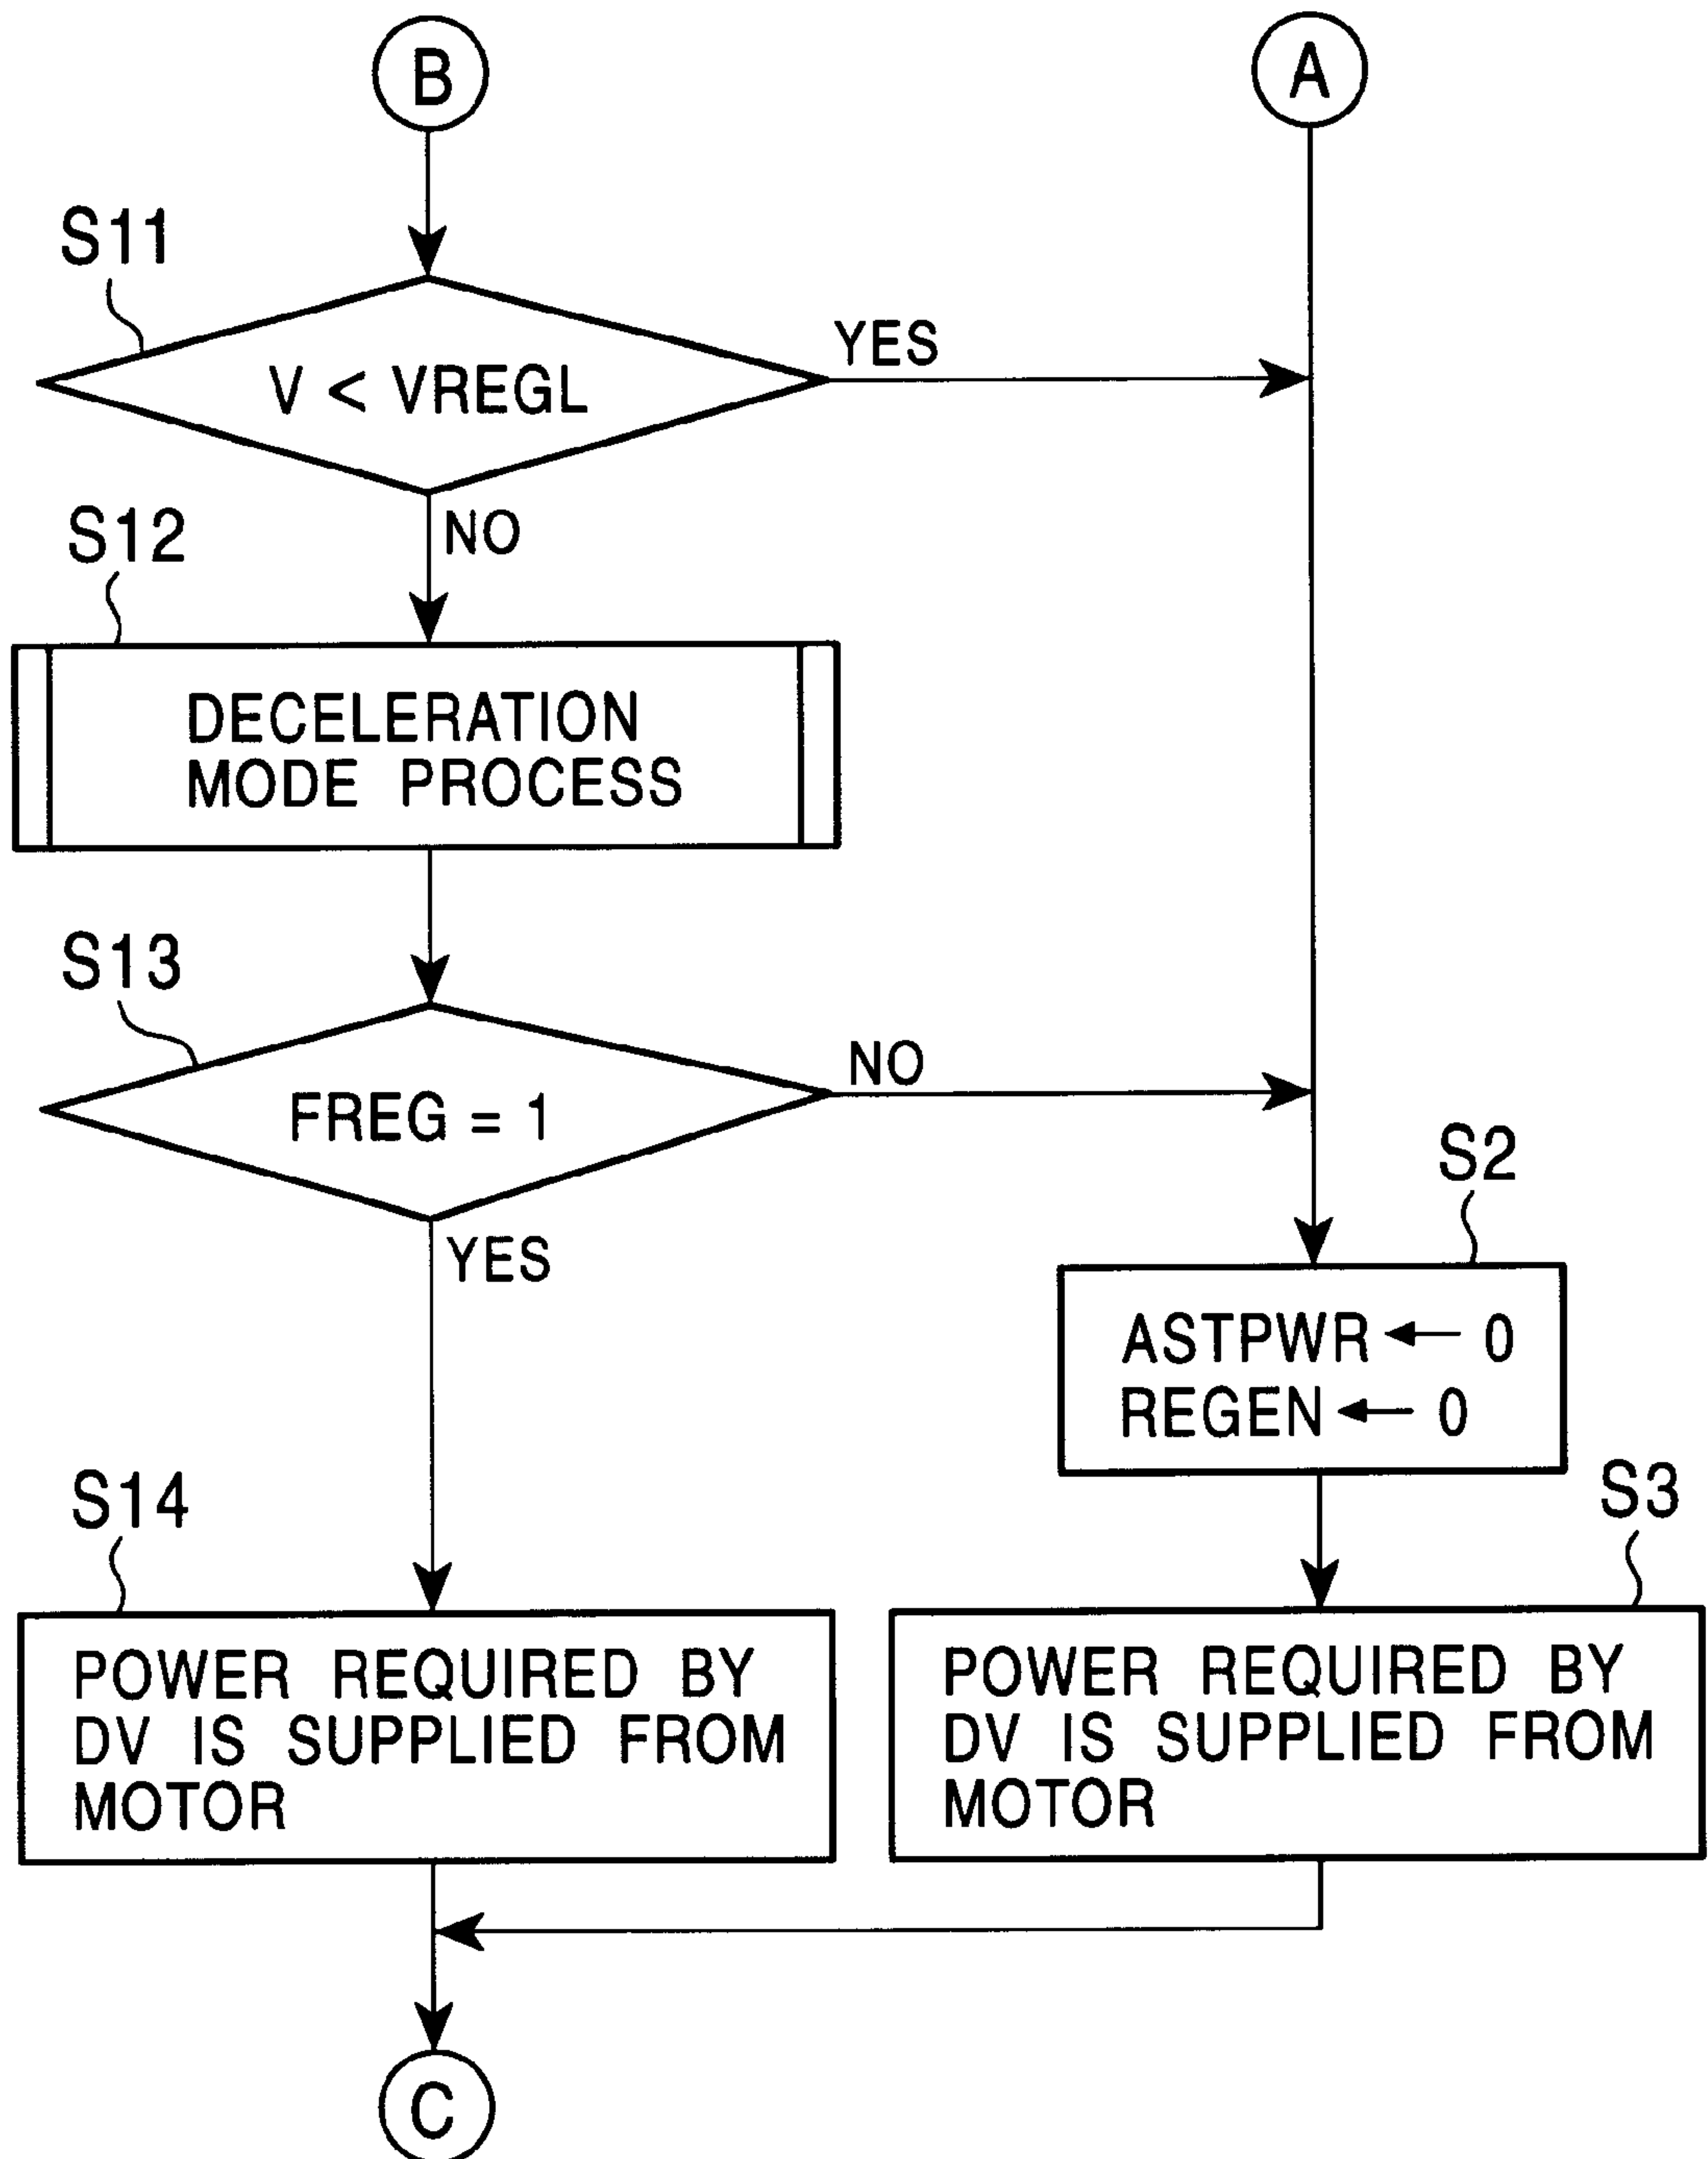 B
A
S11
V < VREGL
YES
NO
S12
DECELERATION
MODE PROCESS
S13
FREG = 1
NO
YES
S2
ASTPWR ← 0
REGEN ← 0
S14
POWER REQUIRED BY
DV IS SUPPLIED FROM
MOTOR
S3
POWER REQUIRED BY
DV IS SUPPLIED FROM
MOTOR
C